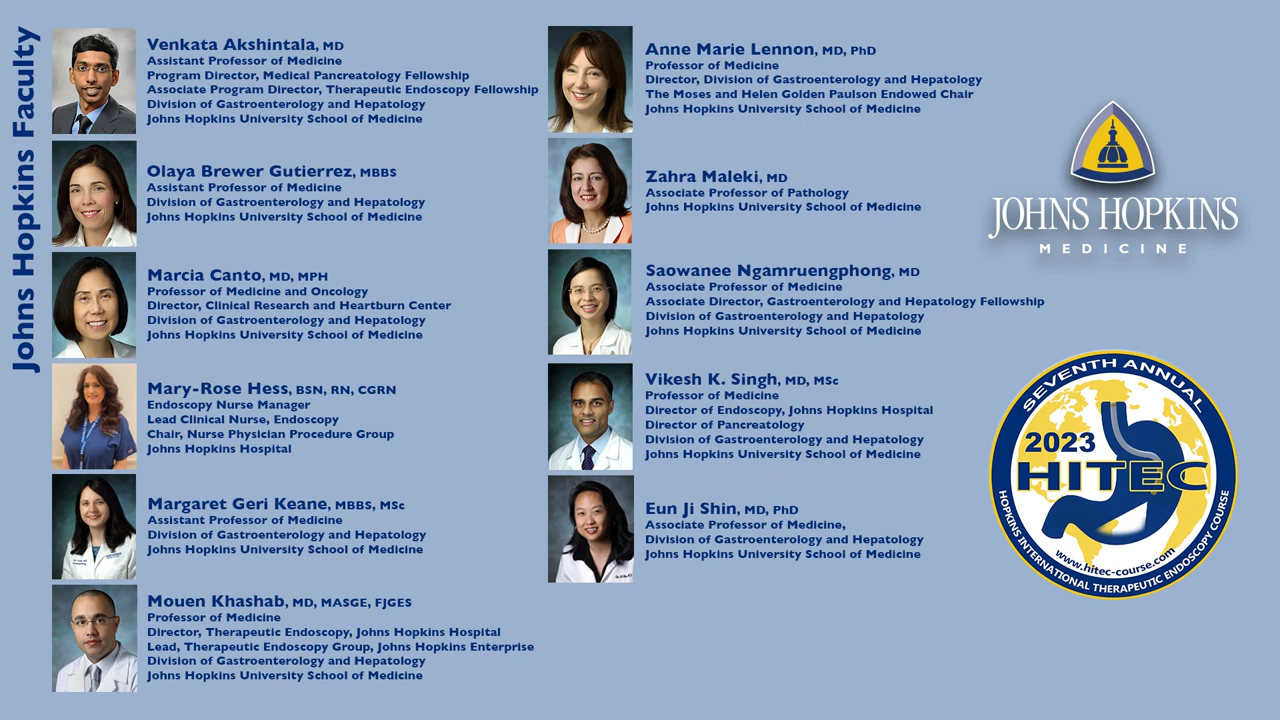 Johns Hopkins Faculty
Venkata Akshintala, MD
Assistant Professor of Medicine
Program Director, Medical Pancreatology Fellowship
Associate Program Director, Therapeutic Endoscopy Fellowship
Division of Gastroenterology and Hepatology
Johns Hopkins University School of Medicine
Olaya Brewer Gutierrez, MBBS
Assistant Professor of Medicine
Division of Gastroenterology and Hepatology
Johns Hopkins University School of Medicine
Marcia Canto, MD, MPH
Professor of Medicine and Oncology
Director, Clinical Research and Heartburn Center
Division of Gastroenterology and Hepatology
Johns Hopkins University School of Medicine
Mary-Rose Hess, BSN, RN, CGRN
Endoscopy Nurse Manager
Lead Clinical Nurse, Endoscopy
Chair, Nurse Physician Procedure Group
Johns Hopkins Hospital
Margaret Geri Keane, MBBS, MSc
Assistant Professor of Medicine
Division of Gastroenterology and Hepatology
Johns Hopkins University School of Medicine
Mouen Khashab, MD, MASGE, FJGES
Professor of Medicine
Director, Therapeutic Endoscopy, Johns Hopkins Hospital
Lead, Therapeutic Endoscopy Group, Johns Hopkins Enterprise
Division of Gastroenterology and Hepatology
Johns Hopkins University School of Medicine
Anne Marie Lennon, MD, PhD
Professor of Medicine
Director, Division of Gastroenterology and Hepatology
The Moses and Helen Golden Paulson Endowed Chair
Johns Hopkins University School of Medicine
Zahra Maleki, MD
Associate Professor of Pathology
Johns Hopkins University School of Medicine
Saowanee Ngamruengphong, MD
Associate Professor of Medicine
Associate Director, Gastroenterology and Hepatology Fellowship
Division of Gastroenterology and Hepatology
Johns Hopkins University School of Medicine
Vikesh K. Singh, MD, MSc
Professor of Medicine
Director of Endoscopy, Johns Hopkins Hospital
Director of Pancreatology
Division of Gastroenterology and Hepatology
Johns Hopkins University School of Medicine
Eun Ji Shin, MD, PhD
Associate Professor of Medicine,
Division of Gastroenterology and Hepatology
Johns Hopkins University School of Medicine
JOHNS HOPKINS
MEDICINE
SEVENTH ANNUAL
2023
HITEC
www.hitec-course.com
HOPKINS INTERNATIONAL THERAPEUTIC ENDOSCOPY COURSE